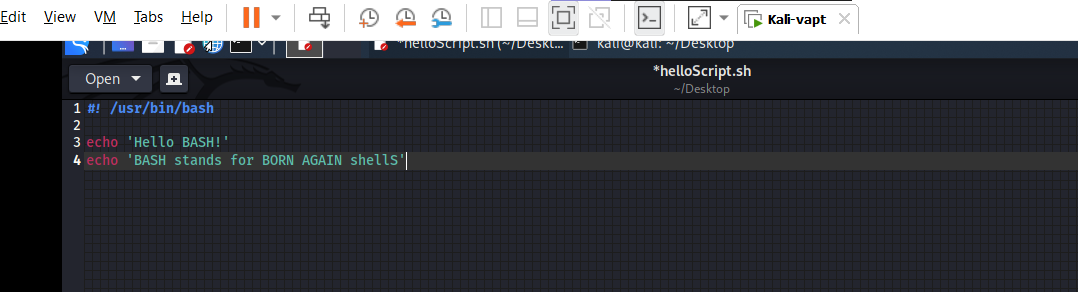 Edit View VM Tabs Help Kali-vapt
*helloScript.sh (~/Deskt... kali@kali: ~/Desktop
Open *helloScript.sh
~/Desktop
1 #! /usr/bin/bash
2
3 echo 'Hello BASH!'
4 echo 'BASH stands for BORN AGAIN shellS'